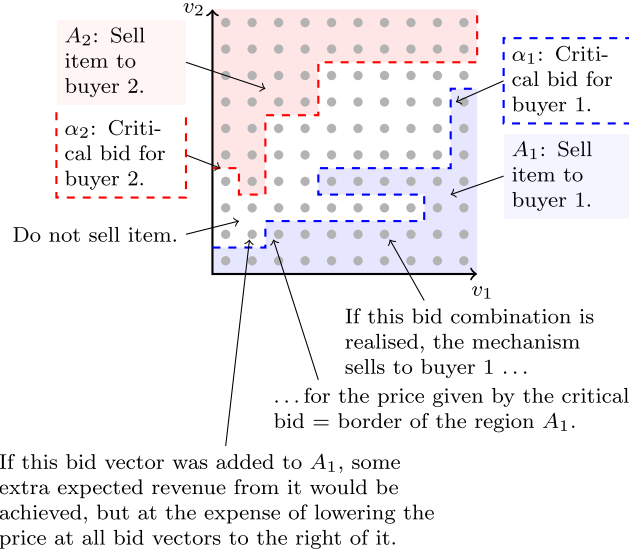 v2
A2: Sell
item to
buyer 2.
α1: Criti-
cal bid for
buyer 1.
α2: Criti-
cal bid for
buyer 2.
A1: Sell
item to
buyer 1.
Do not sell item.
v1
If this bid combination is
realised, the mechanism
sells to buyer 1 …
…for the price given by the critical
bid = border of the region A1.
If this bid vector was added to A1, some
extra expected revenue from it would be
achieved, but at the expense of lowering the
price at all bid vectors to the right of it.